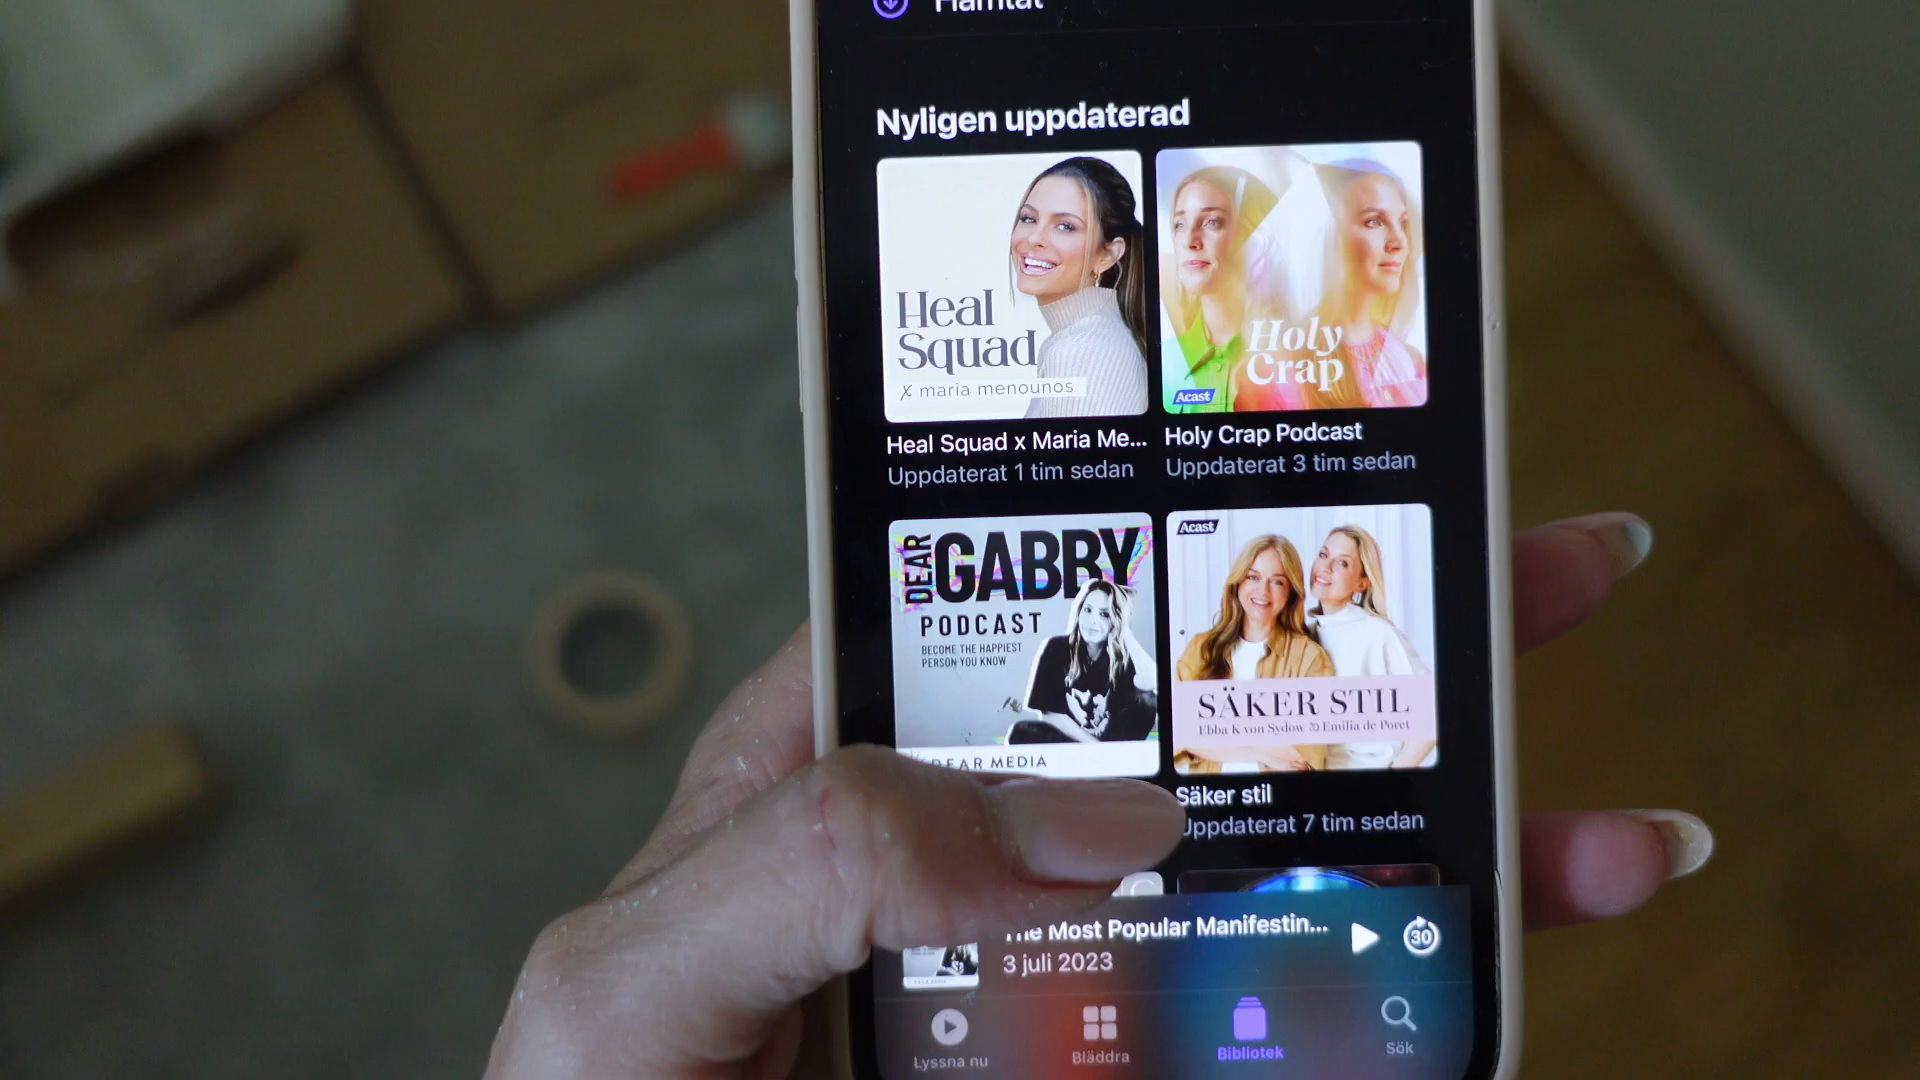 Hämtat
Nyligen uppdaterad
Heal
Squad
X maria menounos
Heal Squad x Maria Me...
Uppdaterat 1 tim sedan
Holy
Crap
Acast
Holy Crap Podcast
Uppdaterat 3 tim sedan
DEAR
GABBY
PODCAST
BECOME THE HAPPIEST
PERSON YOU KNOW
DEAR MEDIA
Acast
SÄKER STIL
Ebba K von Sydow & Emilia de Poret
Säker stil
Uppdaterat 7 tim sedan
The Most Popular Manifestin...
3 juli 2023
30
Lyssna nu
Bläddra
Bibliotek
Sök